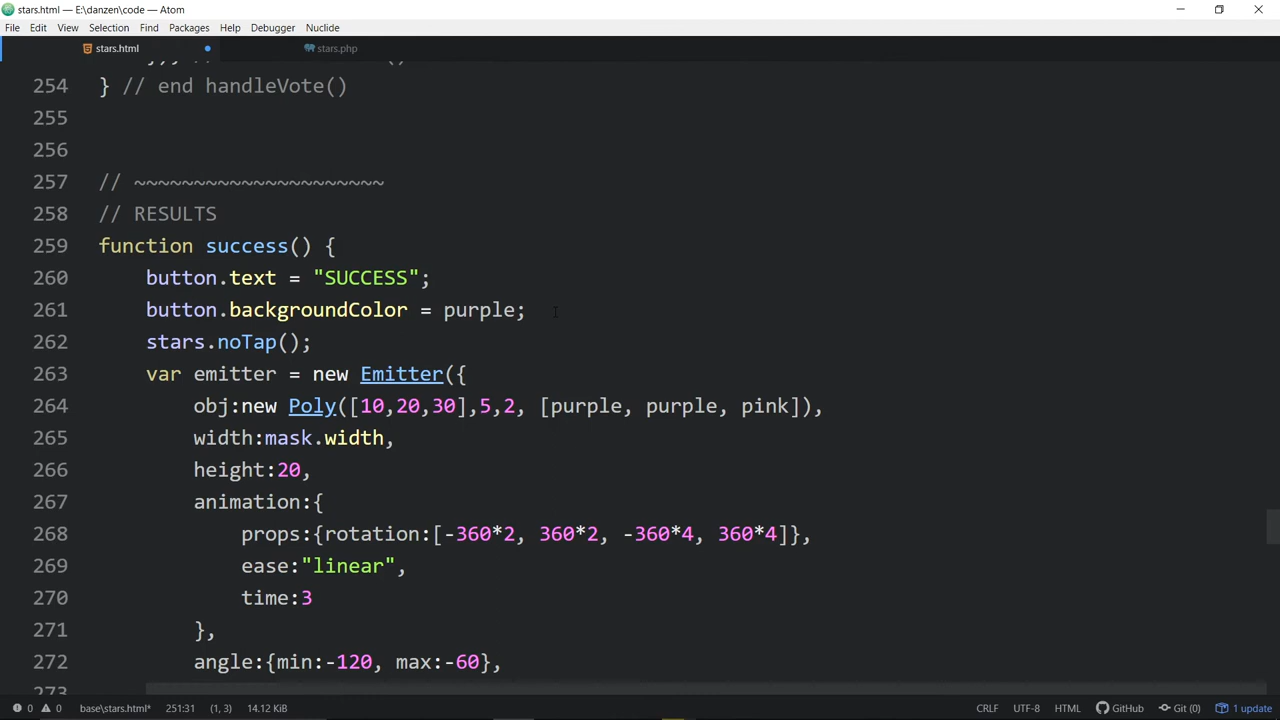 stars.html — E:\danzen\code — Atom
File Edit View Selection Find Packages Help Debugger Nuclide
stars.html stars.php
254 } // end handleVote()
255
256
257 // ~~~~~~~~~~~~~~~~~~~~~
258 // RESULTS
259 function success() {
260 button.text = "SUCCESS";
261 button.backgroundColor = purple;
262 stars.noTap();
263 var emitter = new Emitter({
264 obj:new Poly([10,20,30],5,2, [purple, purple, pink]),
265 width:mask.width,
266 height:20,
267 animation:{
268 props:{rotation:[-360*2, 360*2, -360*4, 360*4]},
269 ease:"linear",
270 time:3
271 },
272 angle:{min:-120, max:-60},
273
0 0 base\stars.html* 251:31 (1, 3) 14.12 KiB CRLF UTF-8 HTML GitHub Git (0) 1 update